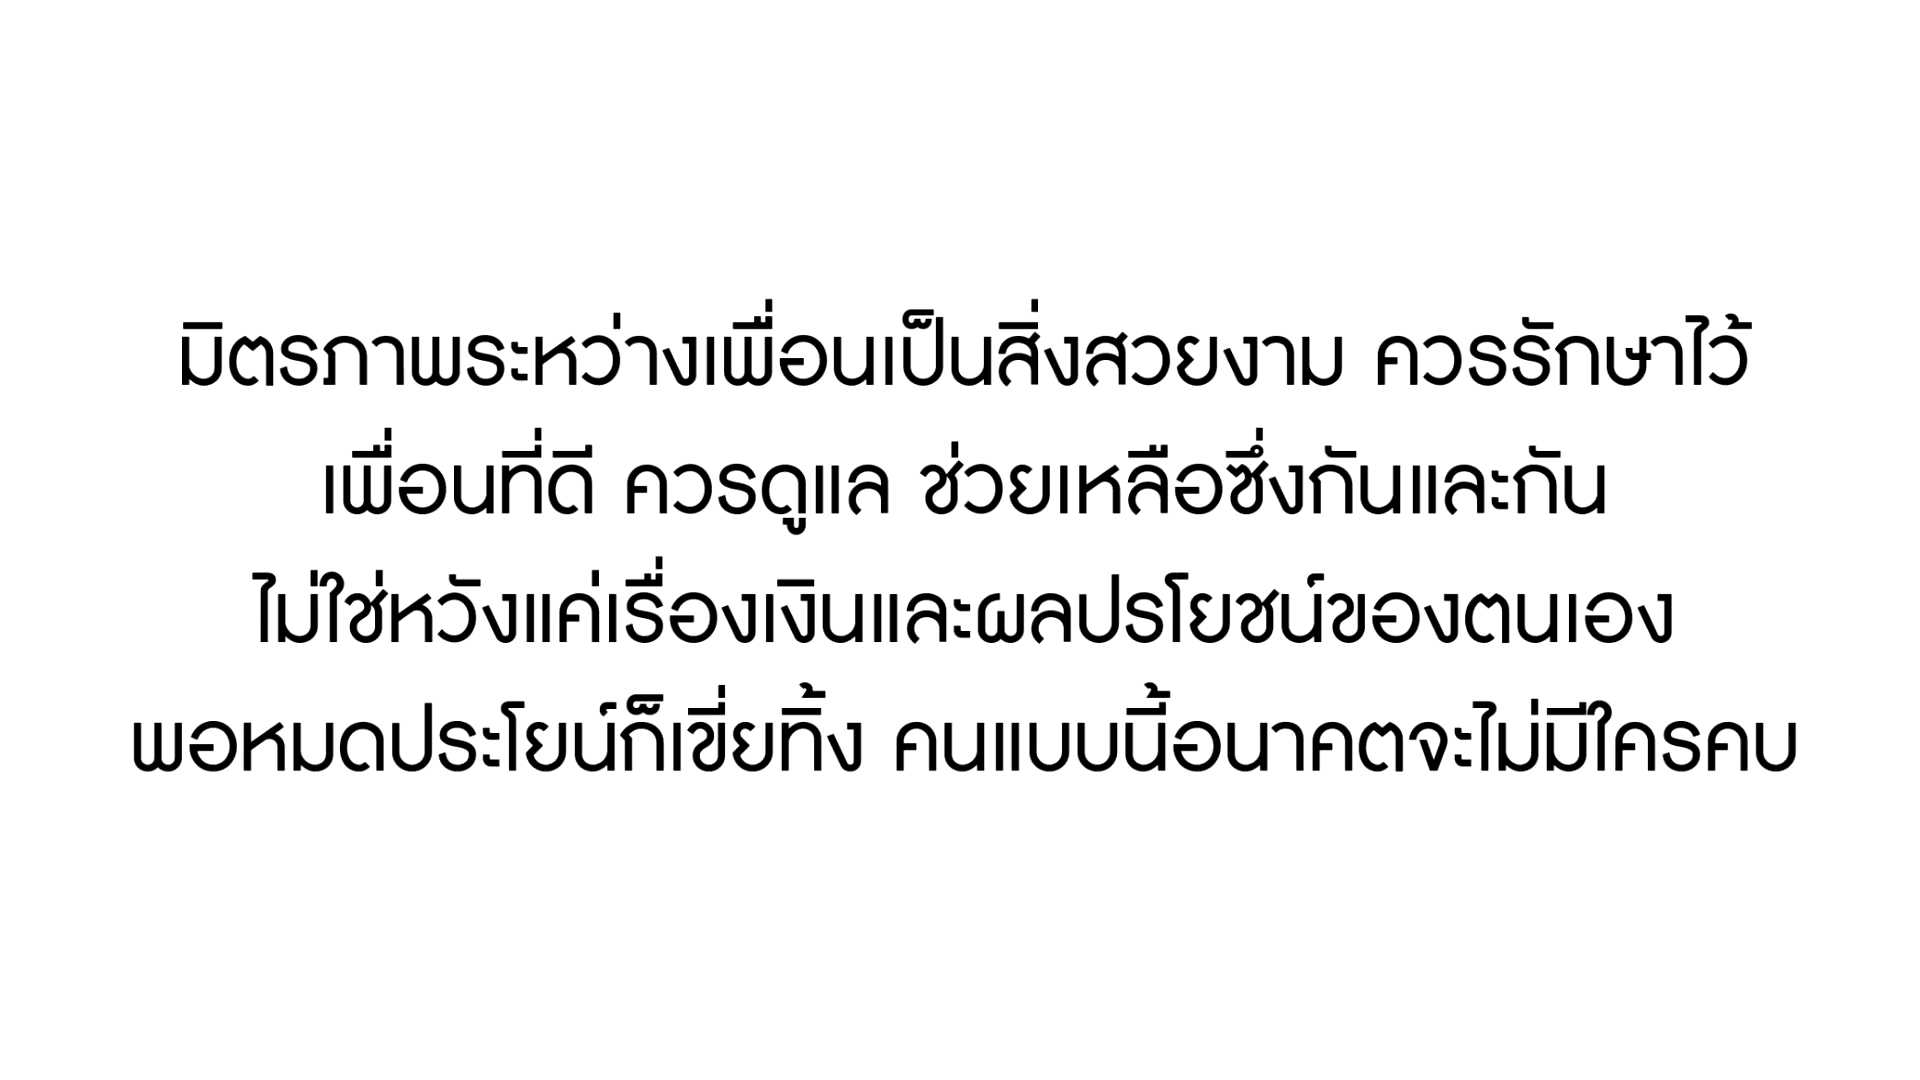 มิตรภาพระหว่างเพื่อนเป็นสิ่งสวยงาม ควรรักษาไว้
เพื่อนที่ดี ควรดูแล ช่วยเหลือซึ่งกันและกัน
ไม่ใช่หวังแค่เรื่องเงินและผลปรโยชน์ของตนเอง
พอหมดประโยน์ก็เขี่ยทิ้ง คนแบบนี้อนาคตจะไม่มีใครคบ